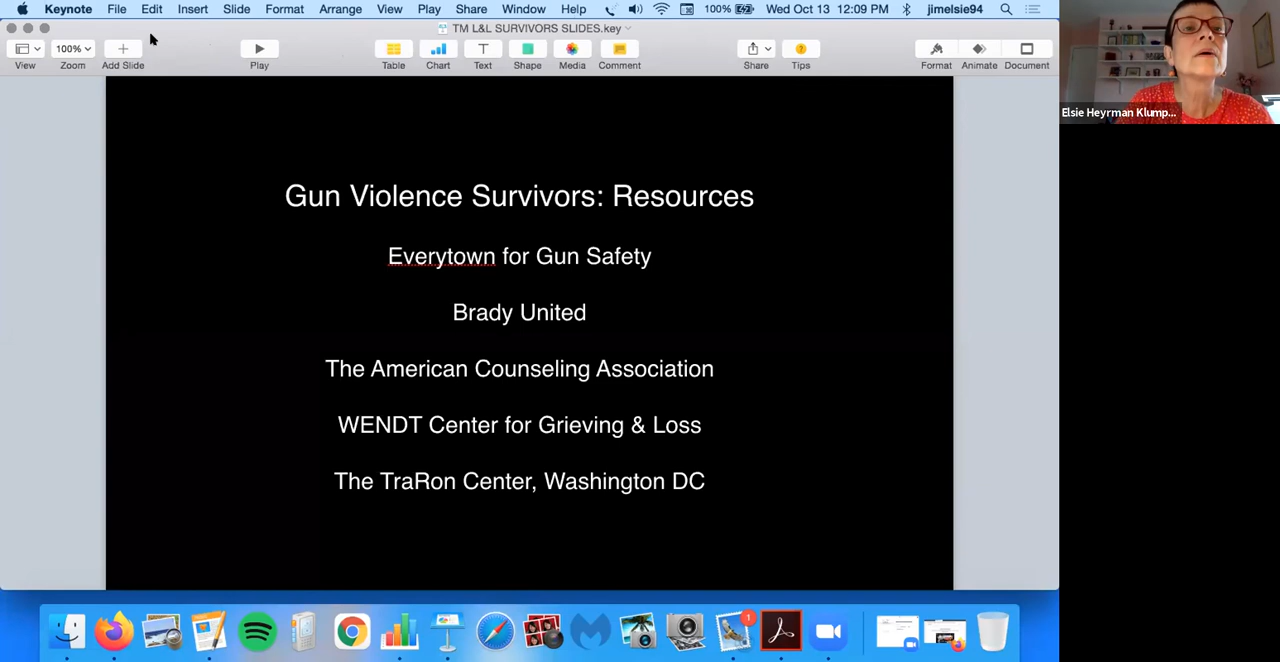 Keynote File Edit Insert Slide Format Arrange View Play Share Window Help 100% Wed Oct 13 12:09 PM jimelsie94
TM L&L SURVIVORS SLIDES.key
100%
View Zoom Add Slide Play Table Chart Text Shape Media Comment Share Tips Format Animate Document
Elsie Heyrman Klump...
Gun Violence Survivors: Resources
Everytown for Gun Safety
Brady United
The American Counseling Association
WENDT Center for Grieving & Loss
The TraRon Center, Washington DC
1